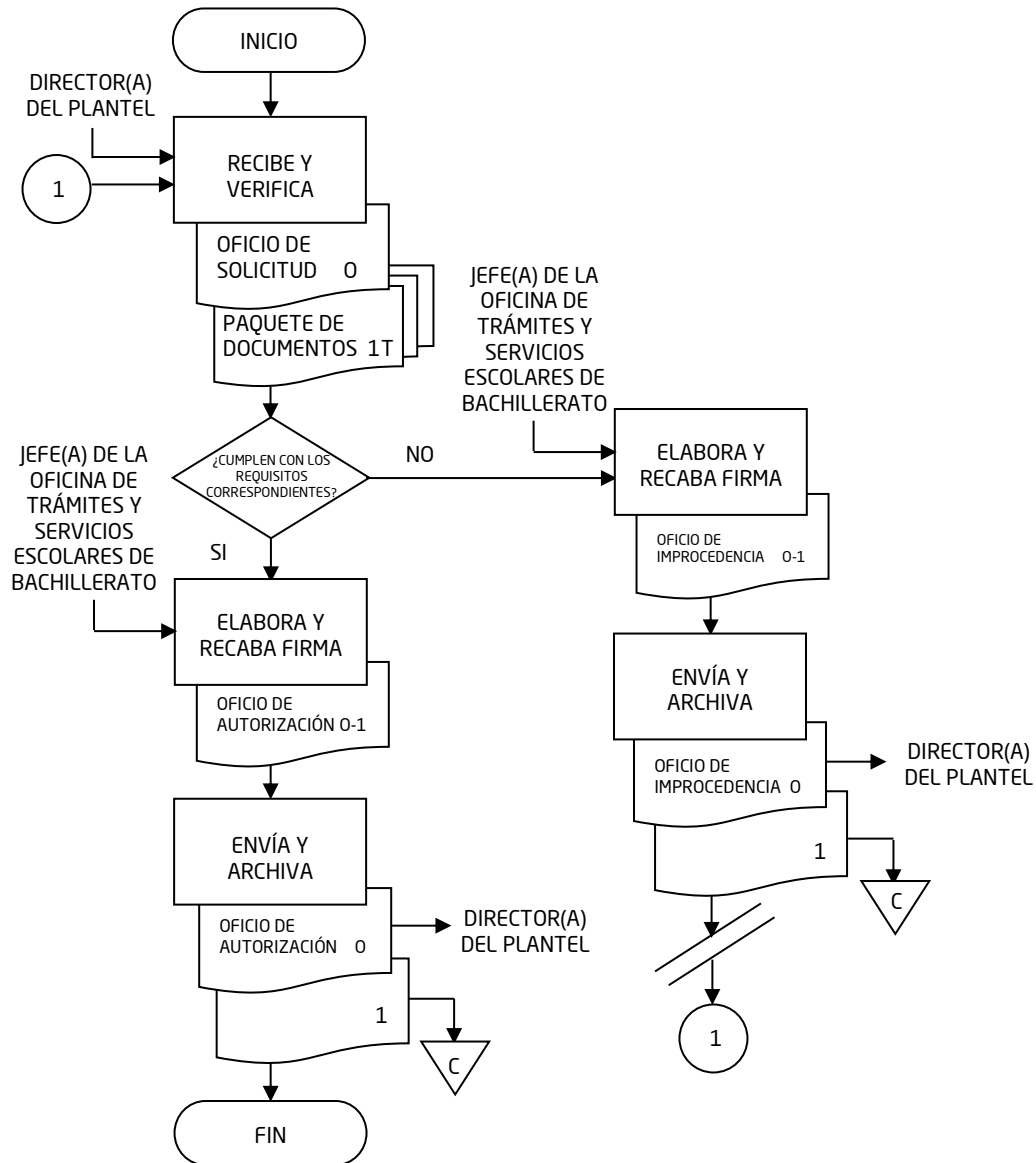 INICIO
DIRECTOR(A)
DEL PLANTEL
1
RECIBE Y
VERIFICA
OFICIO DE
SOLICITUD O
PAQUETE DE
DOCUMENTOS 1T
¿CUMPLEN CON LOS
REQUISITOS
CORRESPONDIENTES?
NO
JEFE(A) DE LA
OFICINA DE
TRÁMITES Y
SERVICIOS
ESCOLARES DE
BACHILLERATO
ELABORA Y
RECABA FIRMA
OFICIO DE
IMPROCEDENCIA O-1
ENVÍA Y
ARCHIVA
OFICIO DE
IMPROCEDENCIA O
DIRECTOR(A)
DEL PLANTEL
1
C
1
SI
JEFE(A) DE LA
OFICINA DE
TRÁMITES Y
SERVICIOS
ESCOLARES DE
BACHILLERATO
ELABORA Y
RECABA FIRMA
OFICIO DE
AUTORIZACIÓN O-1
ENVÍA Y
ARCHIVA
OFICIO DE
AUTORIZACIÓN O
DIRECTOR(A)
DEL PLANTEL
1
C
FIN